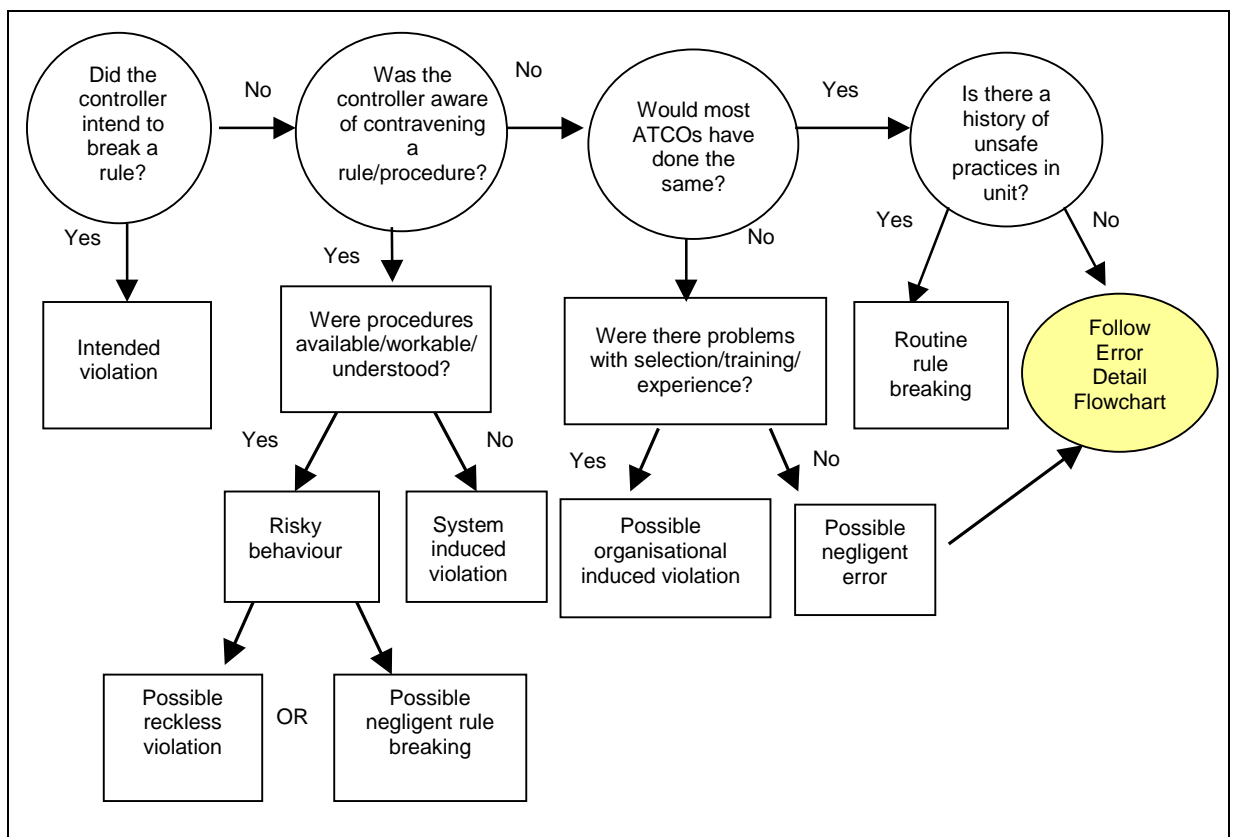 Did the
controller
intend to
break a
rule?
No
Was the
controller aware
of contravening
a
rule/procedure?
No
Would most
ATCOs have
done the
same?
Yes
Is there a
history of
unsafe
practices in
unit?
Yes
Yes
No
Yes
No
Intended
violation
Were procedures
available/workable/
understood?
Were there problems
with selection/training/
experience?
Routine
rule
breaking
Follow
Error
Detail
Flowchart
Yes
No
Yes
No
Risky
behaviour
System
induced
violation
Possible
organisational
induced violation
Possible
negligent
error
Possible
reckless
violation
OR
Possible
negligent rule
breaking